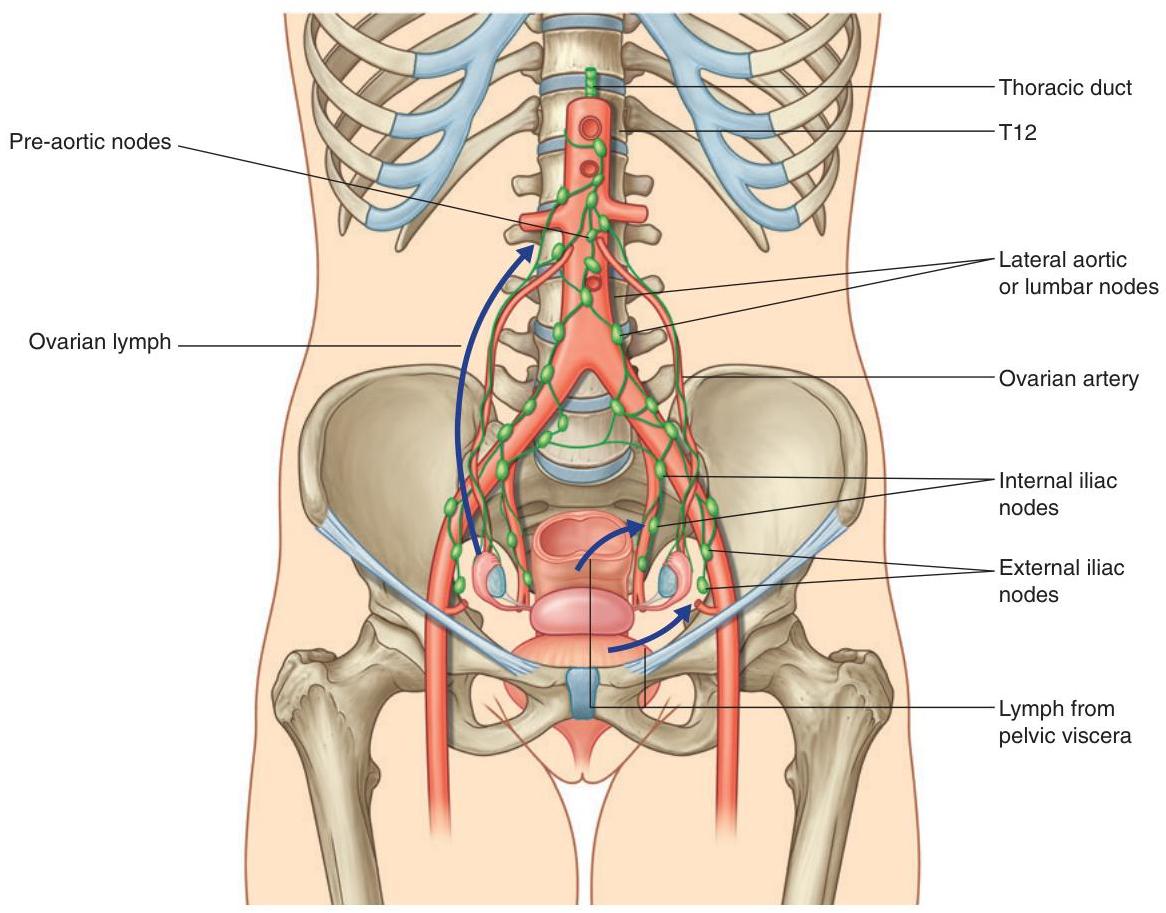 Thoracic duct
T12
Pre-aortic nodes
Lateral aortic
or lumbar nodes
Ovarian lymph
Ovarian artery
Internal iliac
nodes
External iliac
nodes
Lymph from
pelvic viscera